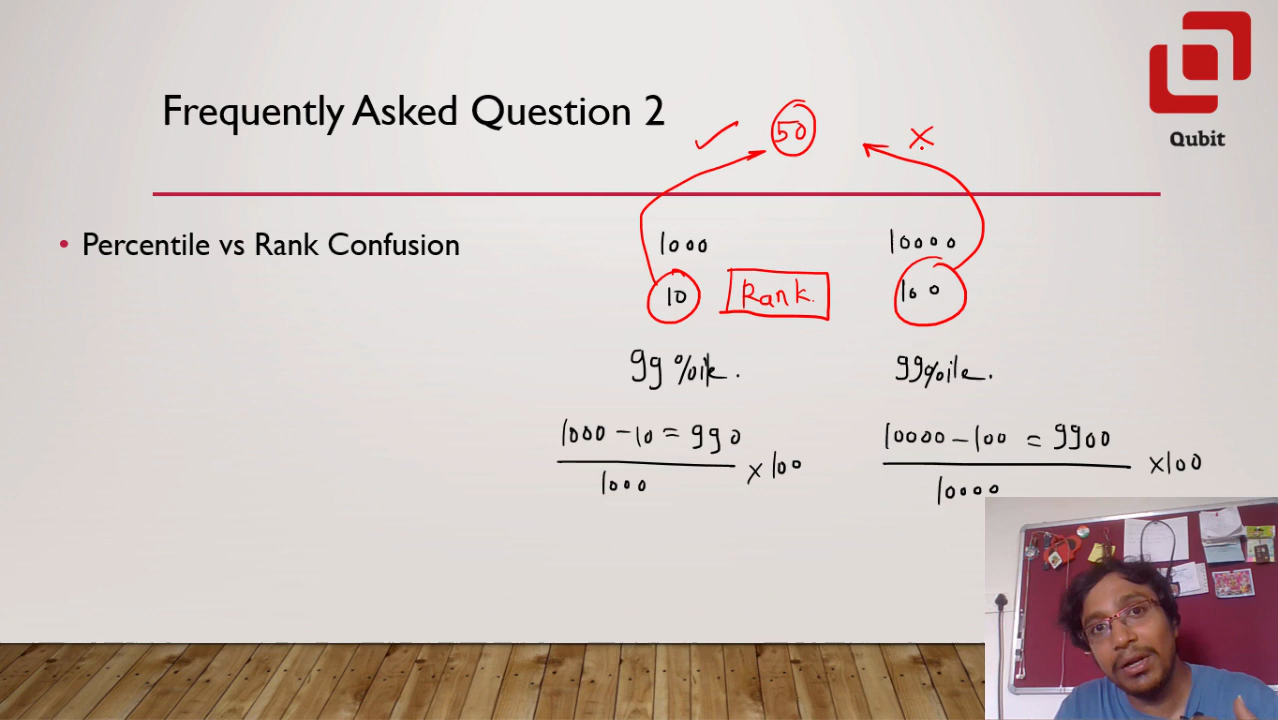 Qubit
Frequently Asked Question 2
50
• Percentile vs Rank Confusion
1000
10000
10
Rank.
100
99 %ile.
99%ile.
1000 - 10 = 990
1000
× 100
10000 - 100 = 9900
10000
×100